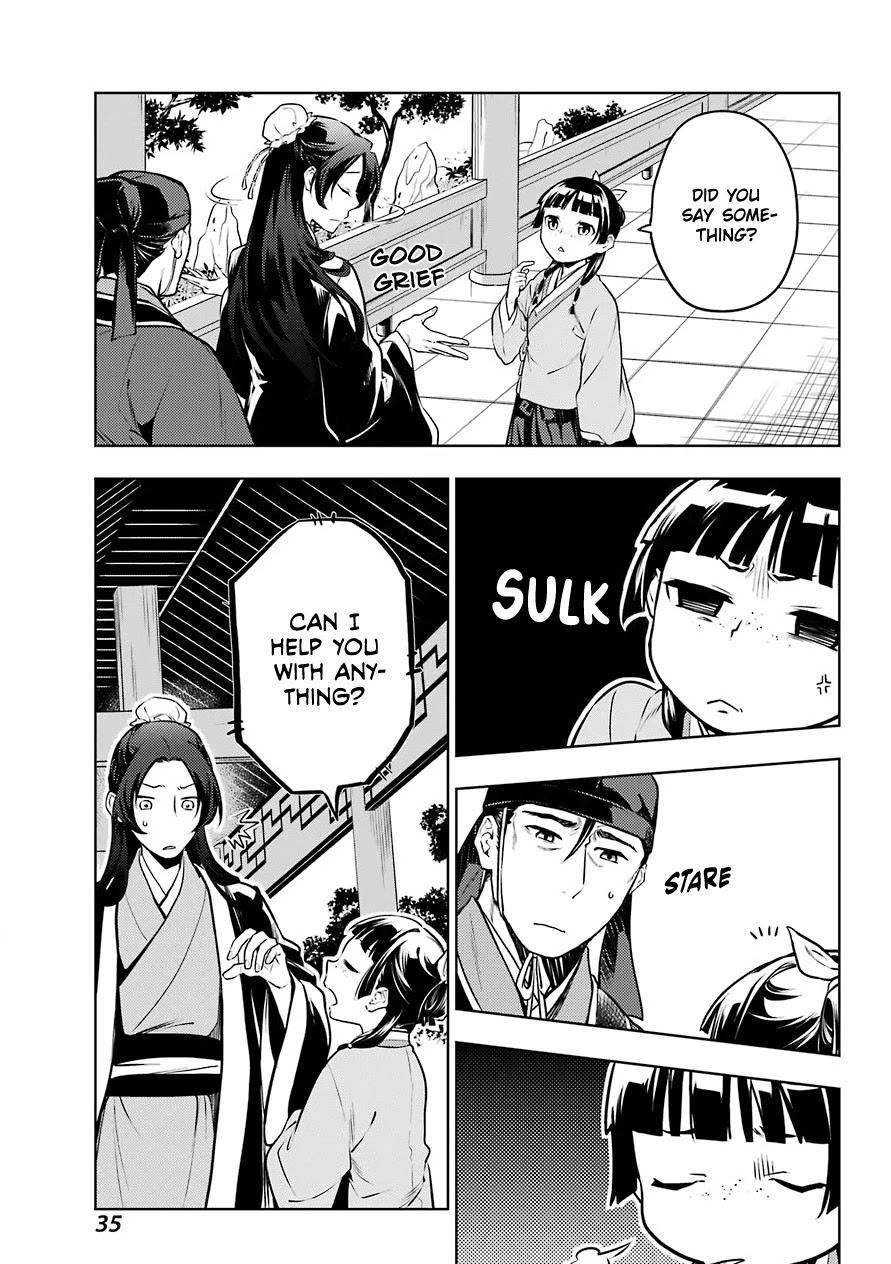 DID YOU
SAY SOME-
THING?
GOOD
GRIEF
SULK
STARE
CAN I
HELP YOU
WITH ANY-
THING?
35